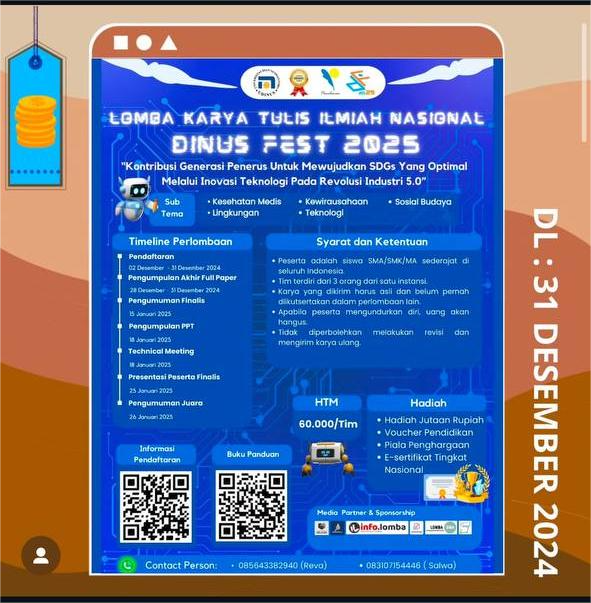 LOMBA KARYA TULIS ILMIAH NASIONAL
DINUS FEST 2025
"Kontribusi Generasi Penerus Untuk Mewujudkan SDGs Yang Optimal
Melalui Inovasi Teknologi Pada Revolusi Industri 5.0"
Sub
Tema
• Kesehatan Medis
• Lingkungan
• Kewirausahaan
• Teknologi
• Sosial Budaya
Timeline Perlombaan
Pendaftaran
02 Desember - 31 Desember 2024
Pengumpulan Akhir Full Paper
28 Desember - 31 Desember 2024
Pengumuman Finalis
15 Januari 2025
Pengumpulan PPT
18 Januari 2025
Technical Meeting
18 Januari 2025
Presentasi Peserta Finalis
25 Januari 2025
Pengumuman Juara
26 Januari 2025
Syarat dan Ketentuan
• Peserta adalah siswa SMA/SMK/MA sederajat di
seluruh Indonesia.
• Tim terdiri dari 3 orang dari satu instansi.
• Karya yang dikirim harus asli dan belum pernah
diikutsertakan dalam perlombaan lain.
• Apabila peserta mengundurkan diri, uang akan
hangus.
• Tidak diperbolehkan melakukan revisi dan
mengirim karya ulang.
HTM
60.000/Tim
Hadiah
• Hadiah Jutaan Rupiah
• Voucher Pendidikan
• Piala Penghargaan
• E-sertifikat Tingkat
Nasional
Informasi
Pendaftaran
Buku Panduan
Media Partner & Sponsorship
info.lomba
LOMBA
Contact Person:
• 085643382940 (Reva)
• 083107154446 ( Salwa)
DL : 31 DESEMBER 2024